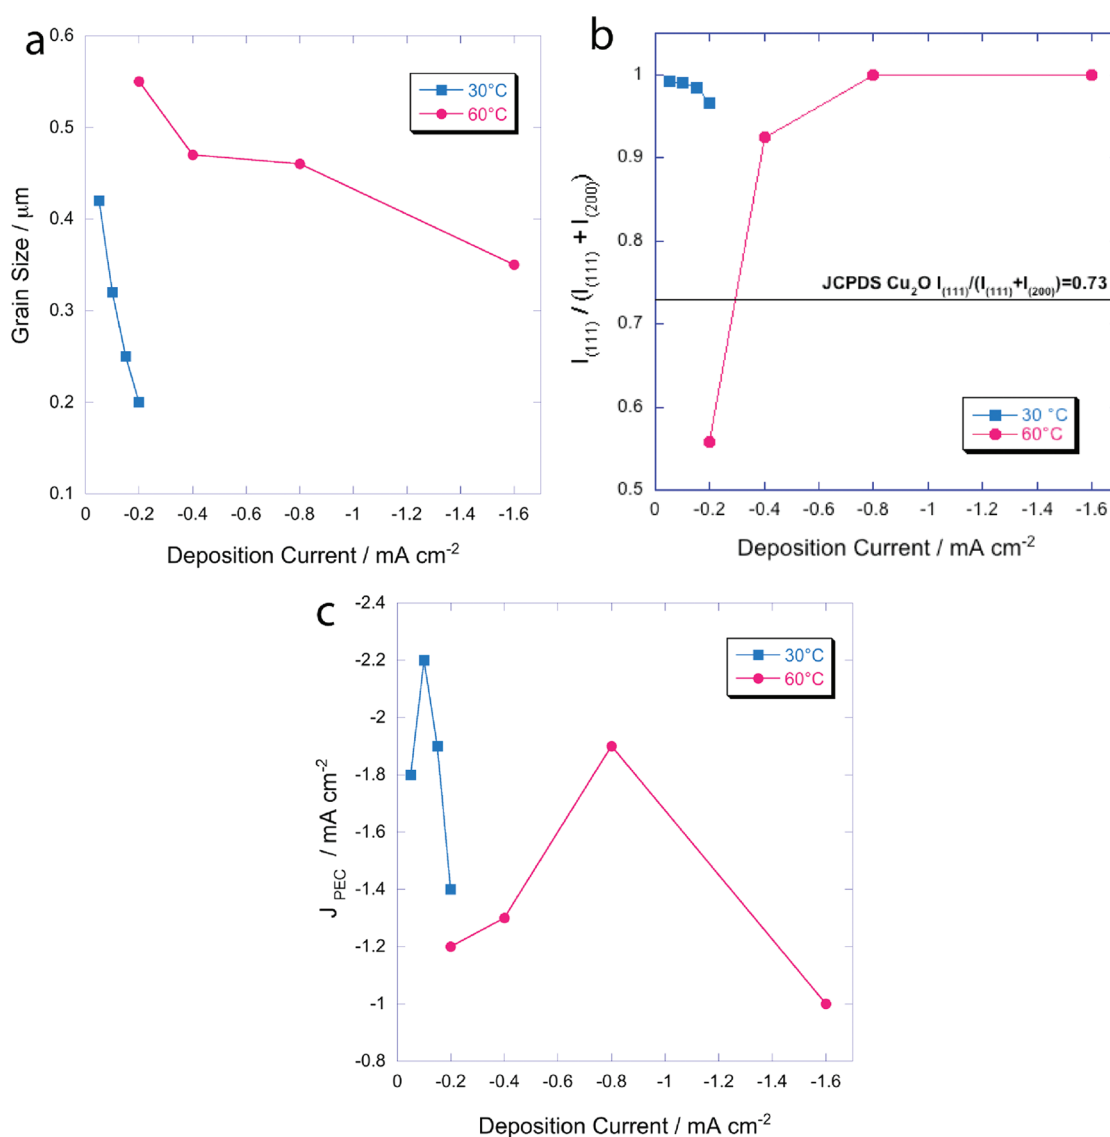 a
0.6
0.5
0.4
0.3
0.2
0.1
Grain Size / μm
30°C
60°C
0 -0.2 -0.4 -0.6 -0.8 -1 -1.2 -1.4 -1.6
Deposition Current / mA cm-2
b
1
0.9
0.8
0.7
0.6
0.5
I(111) / (I(111) + I(200))
JCPDS Cu2O I(111)/(I(111)+I(200))=0.73
30 °C
60°C
0 -0.2 -0.4 -0.6 -0.8 -1 -1.2 -1.4 -1.6
Deposition Current / mA cm-2
c
-2.4
-2.2
-2
-1.8
-1.6
-1.4
-1.2
-1
-0.8
J PEC / mA cm-2
30°C
60°C
0 -0.2 -0.4 -0.6 -0.8 -1 -1.2 -1.4 -1.6
Deposition Current / mA cm-2